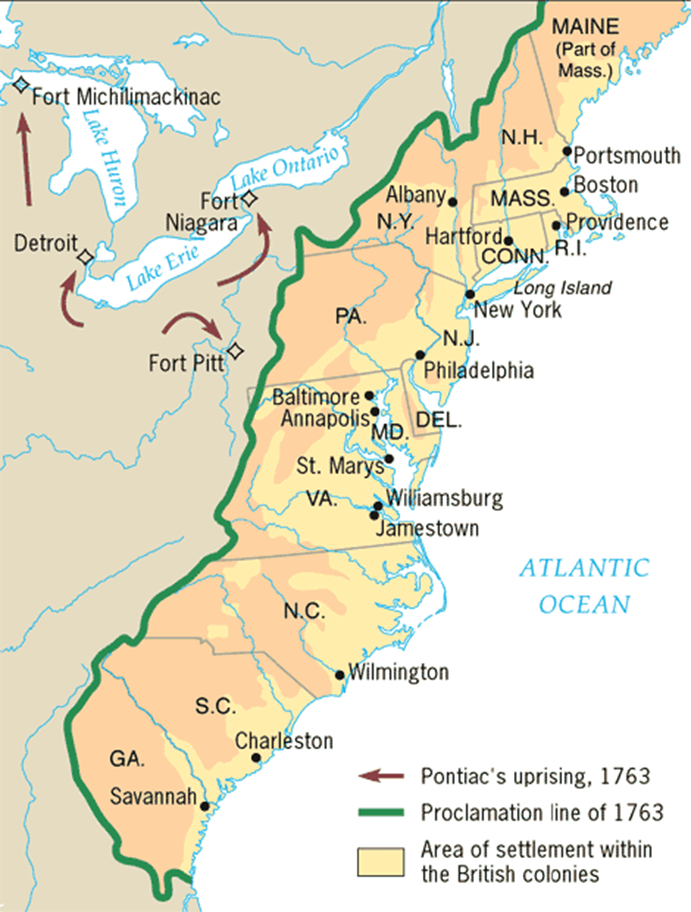 MAINE
(Part of
Mass.)
Fort Michilimackinac
Lake Huron
N.H.
Portsmouth
Lake Ontario
Boston
MASS.
Albany
Fort
Niagara
N.Y.
Providence
Hartford
R.I.
CONN.
Detroit
Lake Erie
Long Island
New York
PA.
N.J.
Fort Pitt
Philadelphia
Baltimore
Annapolis
DEL.
MD.
St. Marys
VA.
Williamsburg
Jamestown
ATLANTIC
OCEAN
N.C.
Wilmington
S.C.
Charleston
GA.
Savannah
Pontiac's uprising, 1763
Proclamation line of 1763
Area of settlement within
the British colonies